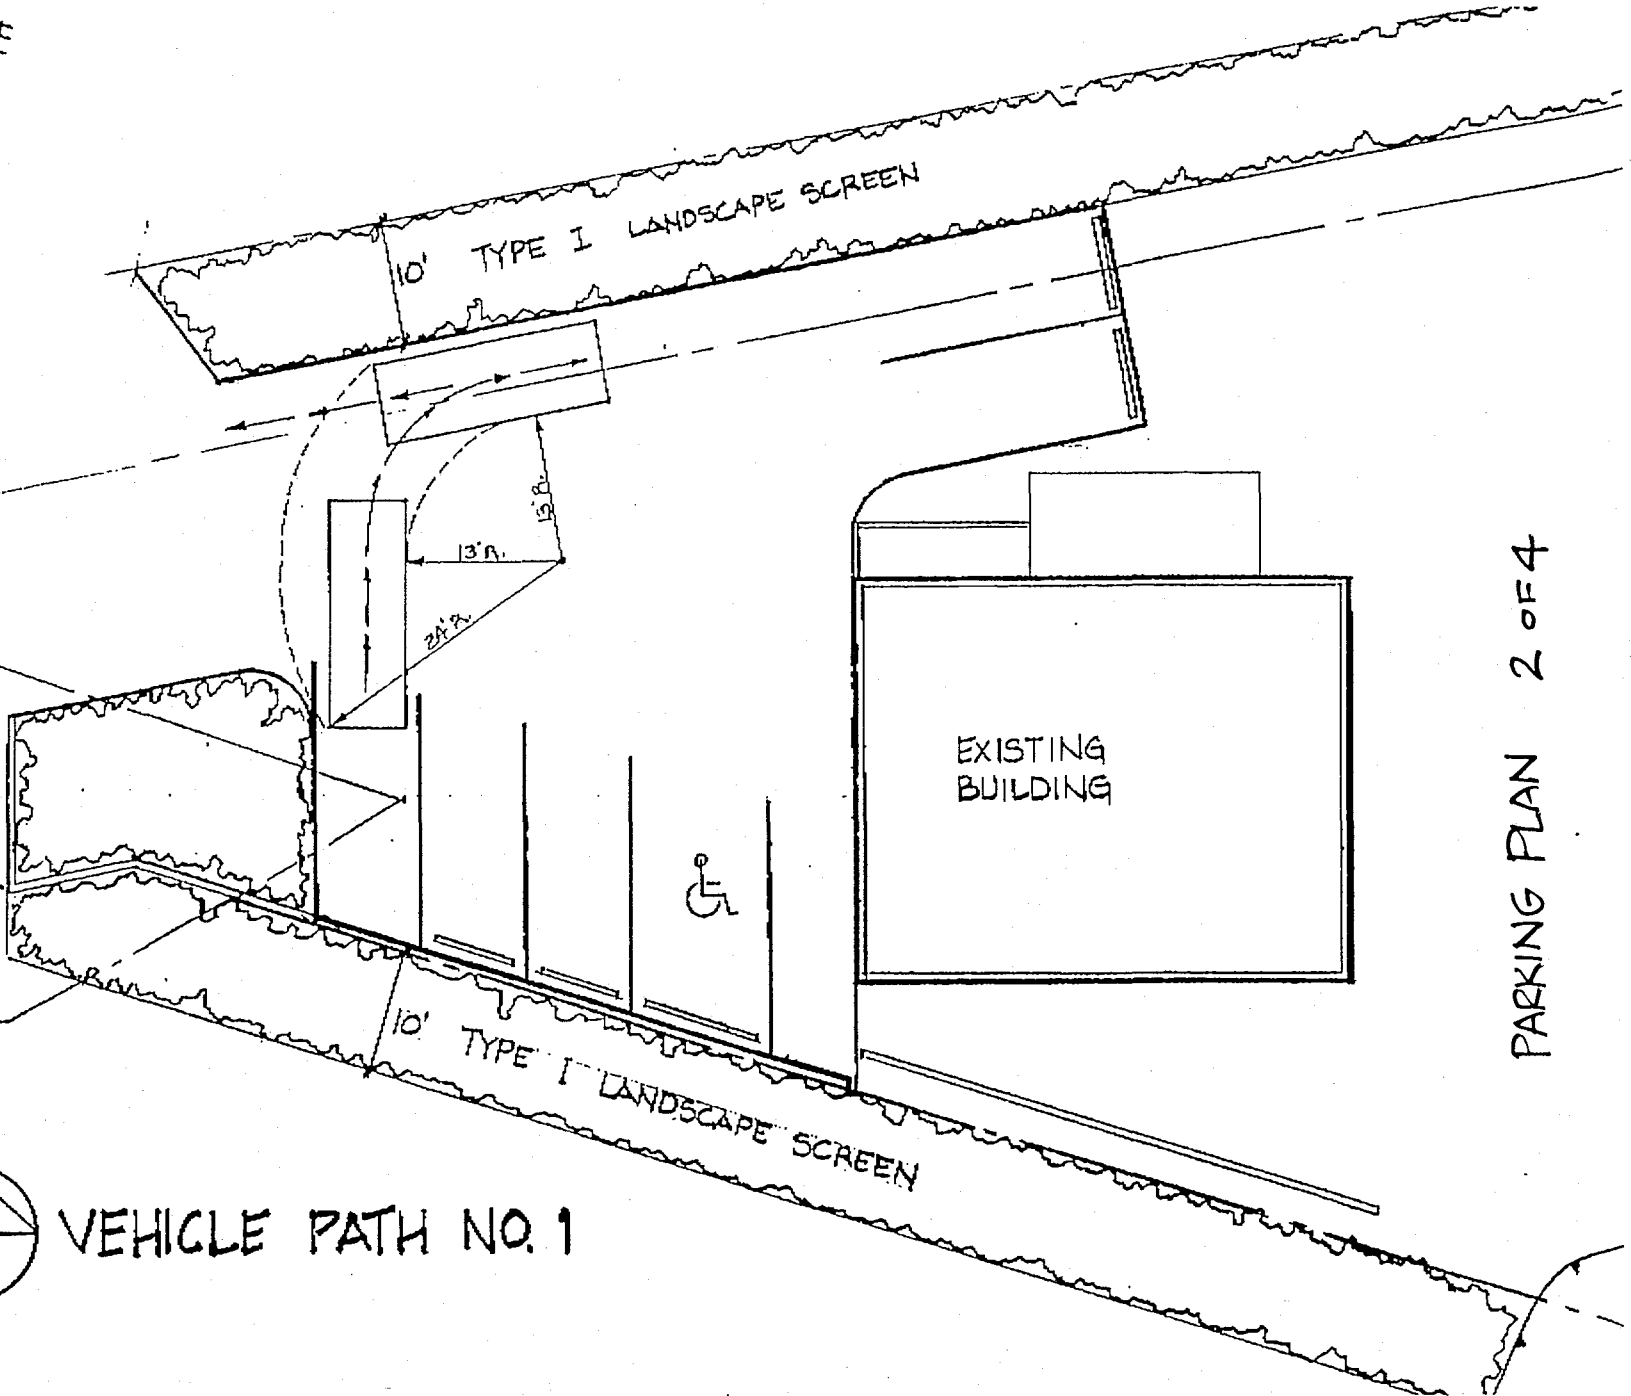 10' TYPE I LANDSCAPE SCREEN
13'R.
13'R.
24'R.
EXISTING
BUILDING
10' TYPE I LANDSCAPE SCREEN
VEHICLE PATH NO. 1
PARKING PLAN 2 OF 4